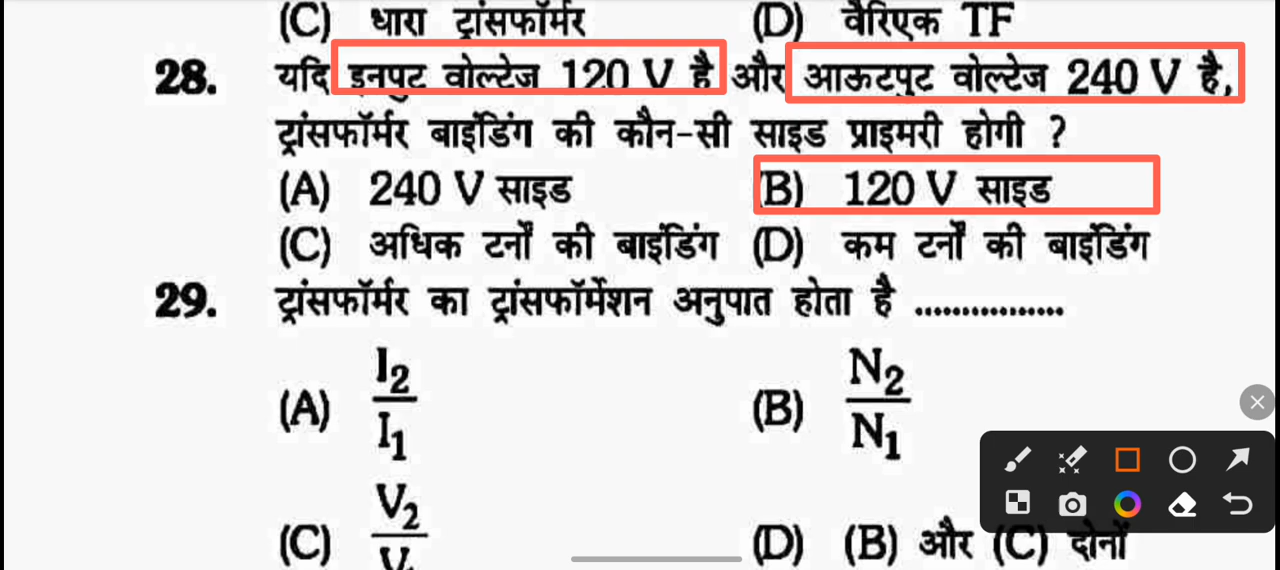 (C) धारा ट्रांसफॉर्मर (D) वैरिएक TF
28. यदि इनपुट वोल्टेज 120 V है और आऊटपुट वोल्टेज 240 V है,
ट्रांसफॉर्मर बाइंडिंग की कौन-सी साइड प्राइमरी होगी ?
(A) 240 V साइड (B) 120 V साइड
(C) अधिक टर्नों की बाइंडिंग (D) कम टर्नों की बाइंडिंग
29. ट्रांसफॉर्मर का ट्रांसफॉर्मेशन अनुपात होता है ................
(A) I₂/I₁ (B) N₂/N₁
(C) V₂/V (D) (B) और (C) दोनों